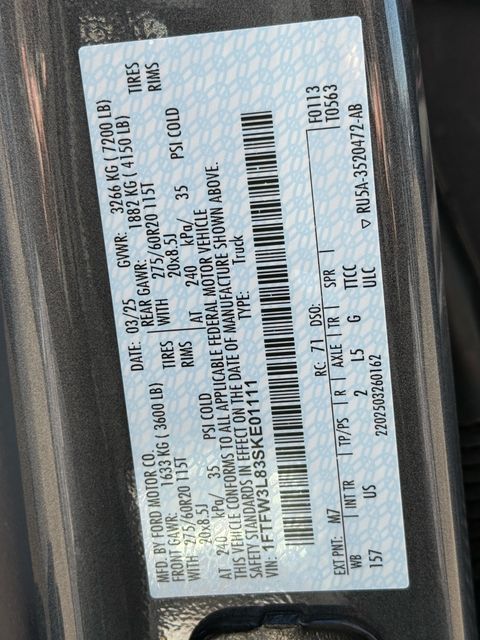 MFD. BY FORD MOTOR CO.
DATE: 03/25 GVWR: 3266 KG ( 7200 LB)
FRONT GAWR: 1633 KG ( 3600 LB) REAR GAWR: 1882 KG ( 4150 LB)
WITH 275/60R20 115T TIRES WITH 275/60R20 115T TIRES
20x8.5J RIMS 20x8.5J RIMS
AT 240 kPa/ 35 PSI COLD AT 240 kPa/ 35 PSI COLD
THIS VEHICLE CONFORMS TO ALL APPLICABLE FEDERAL MOTOR VEHICLE
SAFETY STANDARDS IN EFFECT ON THE DATE OF MANUFACTURE SHOWN ABOVE.
VIN: 1FTFW3L83SKE01111 TYPE: Truck
F0113
T0563
EXT PNT: M7 RC: 71 DSO:
WB INT TR TP/PS R AXLE TR SPR
157 US 2 L5 G TTCC
ULC
2202503260162 ▽ RU5A-3520472-AB